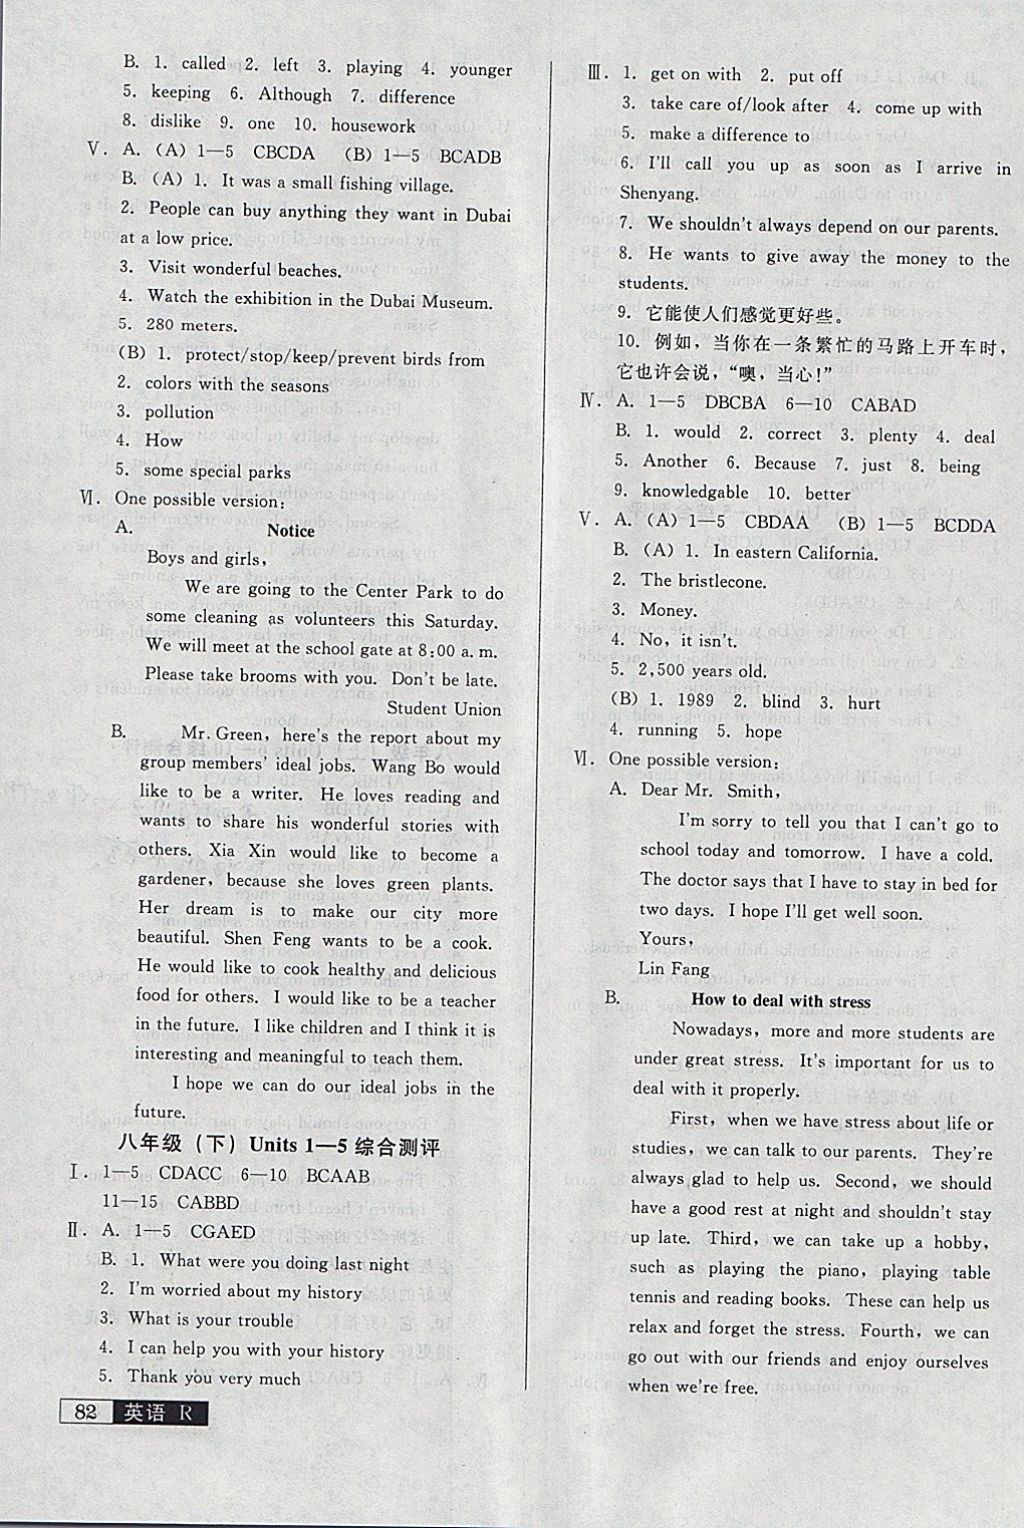 B. 1. called 2. left 3. playing 4. younger
5. keeping 6. Although 7. difference
8. dislike 9. one 10. housework
Ⅴ. A. (A) 1—5 CBCDA (B) 1—5 BCADB
B. (A) 1. It was a small fishing village.
2. People can buy anything they want in Dubai
at a low price.
3. Visit wonderful beaches.
4. Watch the exhibition in the Dubai Museum.
5. 280 meters.
(B) 1. protect/stop/keep/prevent birds from
2. colors with the seasons
3. pollution
4. How
5. some special parks
Ⅵ. One possible version:
A. Notice
Boys and girls,
We are going to the Center Park to do
some cleaning as volunteers this Saturday.
We will meet at the school gate at 8:00 a. m.
Please take brooms with you. Don't be late.
Student Union
B. Mr. Green, here's the report about my
group members' ideal jobs. Wang Bo would
like to be a writer. He loves reading and
wants to share his wonderful stories with
others. Xia Xin would like to become a
gardener, because she loves green plants.
Her dream is to make our city more
beautiful. Shen Feng wants to be a cook.
He would like to cook healthy and delicious
food for others. I would like to be a teacher
in the future. I like children and I think it is
interesting and meaningful to teach them.
I hope we can do our ideal jobs in the
future.
八年级(下) Units 1—5 综合测评
Ⅰ. 1—5 CDACC 6—10 BCAAB
11—15 CABBD
Ⅱ. A. 1—5 CGAED
B. 1. What were you doing last night
2. I'm worried about my history
3. What is your trouble
4. I can help you with your history
5. Thank you very much
82 英语 R
Ⅲ. 1. get on with 2. put off
3. take care of/look after 4. come up with
5. make a difference to
6. I'll call you up as soon as I arrive in
Shenyang.
7. We shouldn't always depend on our parents.
8. He wants to give away the money to the
students.
9. 它能使人们感觉更好些。
10. 例如，当你在一条繁忙的马路上开车时，
它也许会说，“噢，当心！”
Ⅳ. A. 1—5 DBCBA 6—10 CABAD
B. 1. would 2. correct 3. plenty 4. deal
5. Another 6. Because 7. just 8. being
9. knowledgable 10. better
Ⅴ. A. (A) 1—5 CBDAA (B) 1—5 BCDDA
B. (A) 1. In eastern California.
2. The bristlecone.
3. Money.
4. No, it isn't.
5. 2,500 years old.
(B) 1. 1989 2. blind 3. hurt
4. running 5. hope
Ⅵ. One possible version:
A. Dear Mr. Smith,
I'm sorry to tell you that I can't go to
school today and tomorrow. I have a cold.
The doctor says that I have to stay in bed for
two days. I hope I'll get well soon.
Yours,
Lin Fang
B. How to deal with stress
Nowadays, more and more students are
under great stress. It's important for us to
deal with it properly.
First, when we have stress about life or
studies, we can talk to our parents. They're
always glad to help us. Second, we should
have a good rest at night and shouldn't stay
up late. Third, we can take up a hobby,
such as playing the piano, playing table
tennis and reading books. These can help us
relax and forget the stress. Fourth, we can
go out with our friends and enjoy ourselves
when we're free.